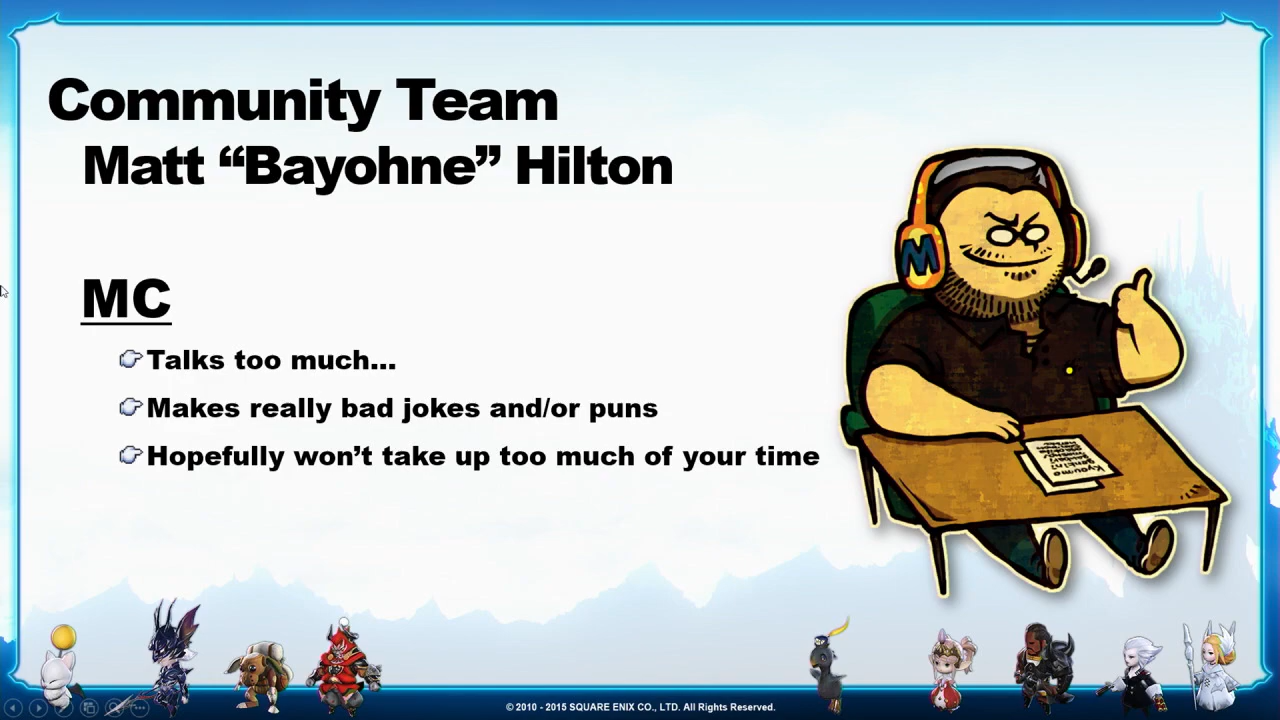 Community Team
Matt “Bayohne” Hilton
MC
Talks too much...
Makes really bad jokes and/or puns
Hopefully won’t take up too much of your time
M
© 2010 - 2015 SQUARE ENIX CO., LTD. All Rights Reserved.